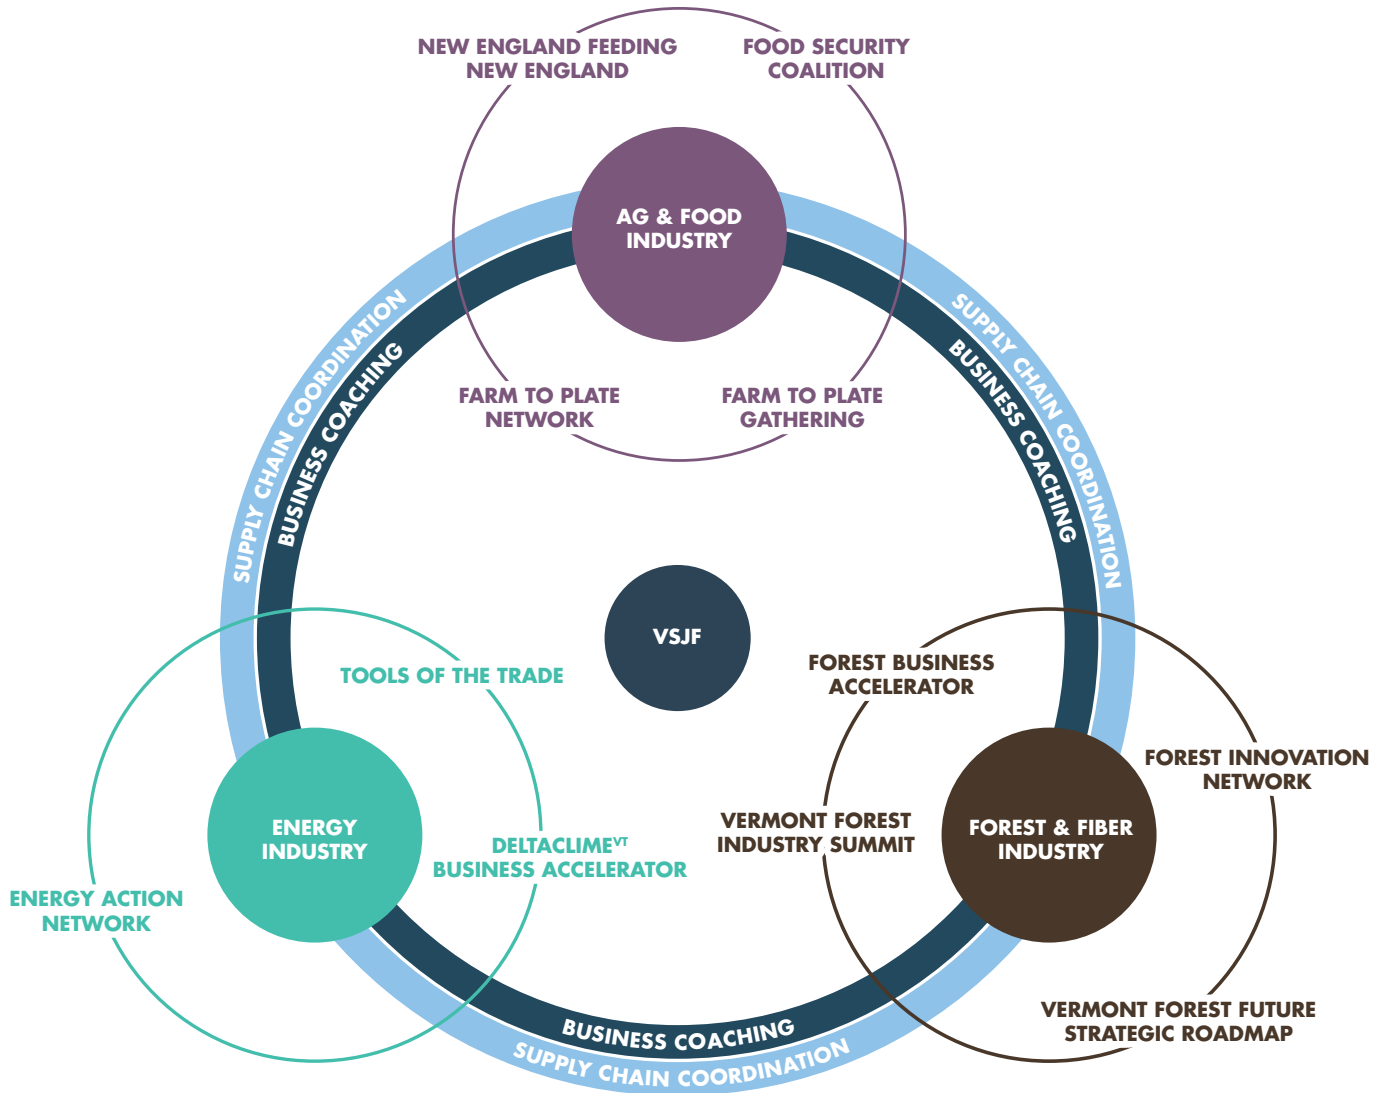 NEW ENGLAND FEEDING
NEW ENGLAND
FOOD SECURITY
COALITION
AG & FOOD
INDUSTRY
FARM TO PLATE
NETWORK
FARM TO PLATE
GATHERING
SUPPLY CHAIN COORDINATION
BUSINESS COACHING
SUPPLY CHAIN COORDINATION
BUSINESS COACHING
VSJF
TOOLS OF THE TRADE
ENERGY
INDUSTRY
DELTACLIMEVT
BUSINESS ACCELERATOR
ENERGY ACTION
NETWORK
FOREST BUSINESS
ACCELERATOR
FOREST INNOVATION
NETWORK
VERMONT FOREST
INDUSTRY SUMMIT
FOREST & FIBER
INDUSTRY
VERMONT FOREST FUTURE
STRATEGIC ROADMAP
BUSINESS COACHING
SUPPLY CHAIN COORDINATION